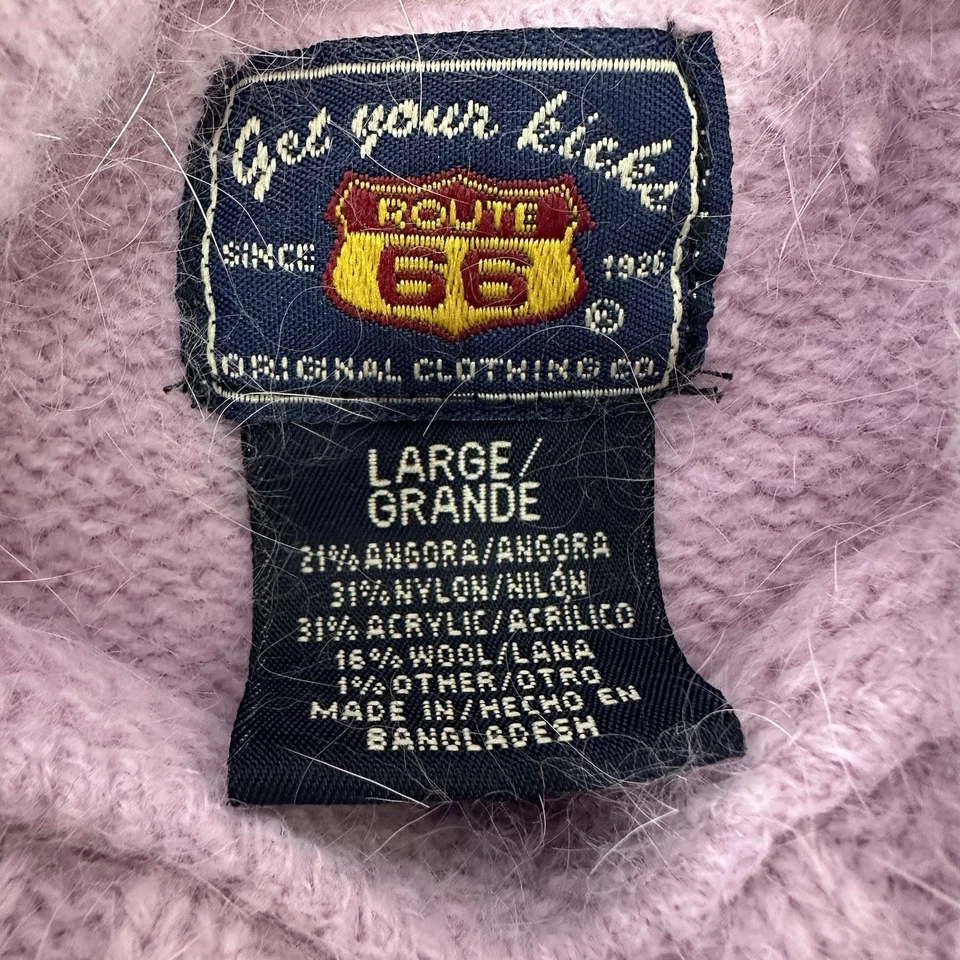 Get your kicks
ROUTE
66
SINCE 1926
®
ORIGINAL CLOTHING CO.
LARGE/
GRANDE
21% ANGORA/ANGORA
31% NYLON/NILÓN
31% ACRYLIC/ACRÍLICO
16% WOOL/LANA
1% OTHER/OTRO
MADE IN/HECHO EN
BANGLADESH